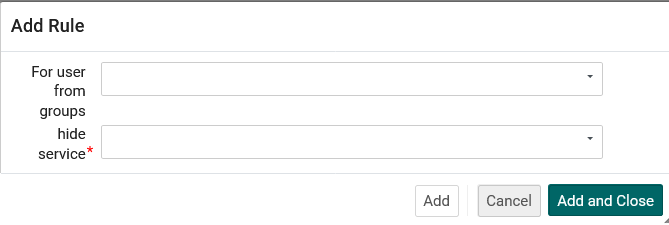 Add Rule
For user
from
groups
hide
service*
Add Cancel Add and Close